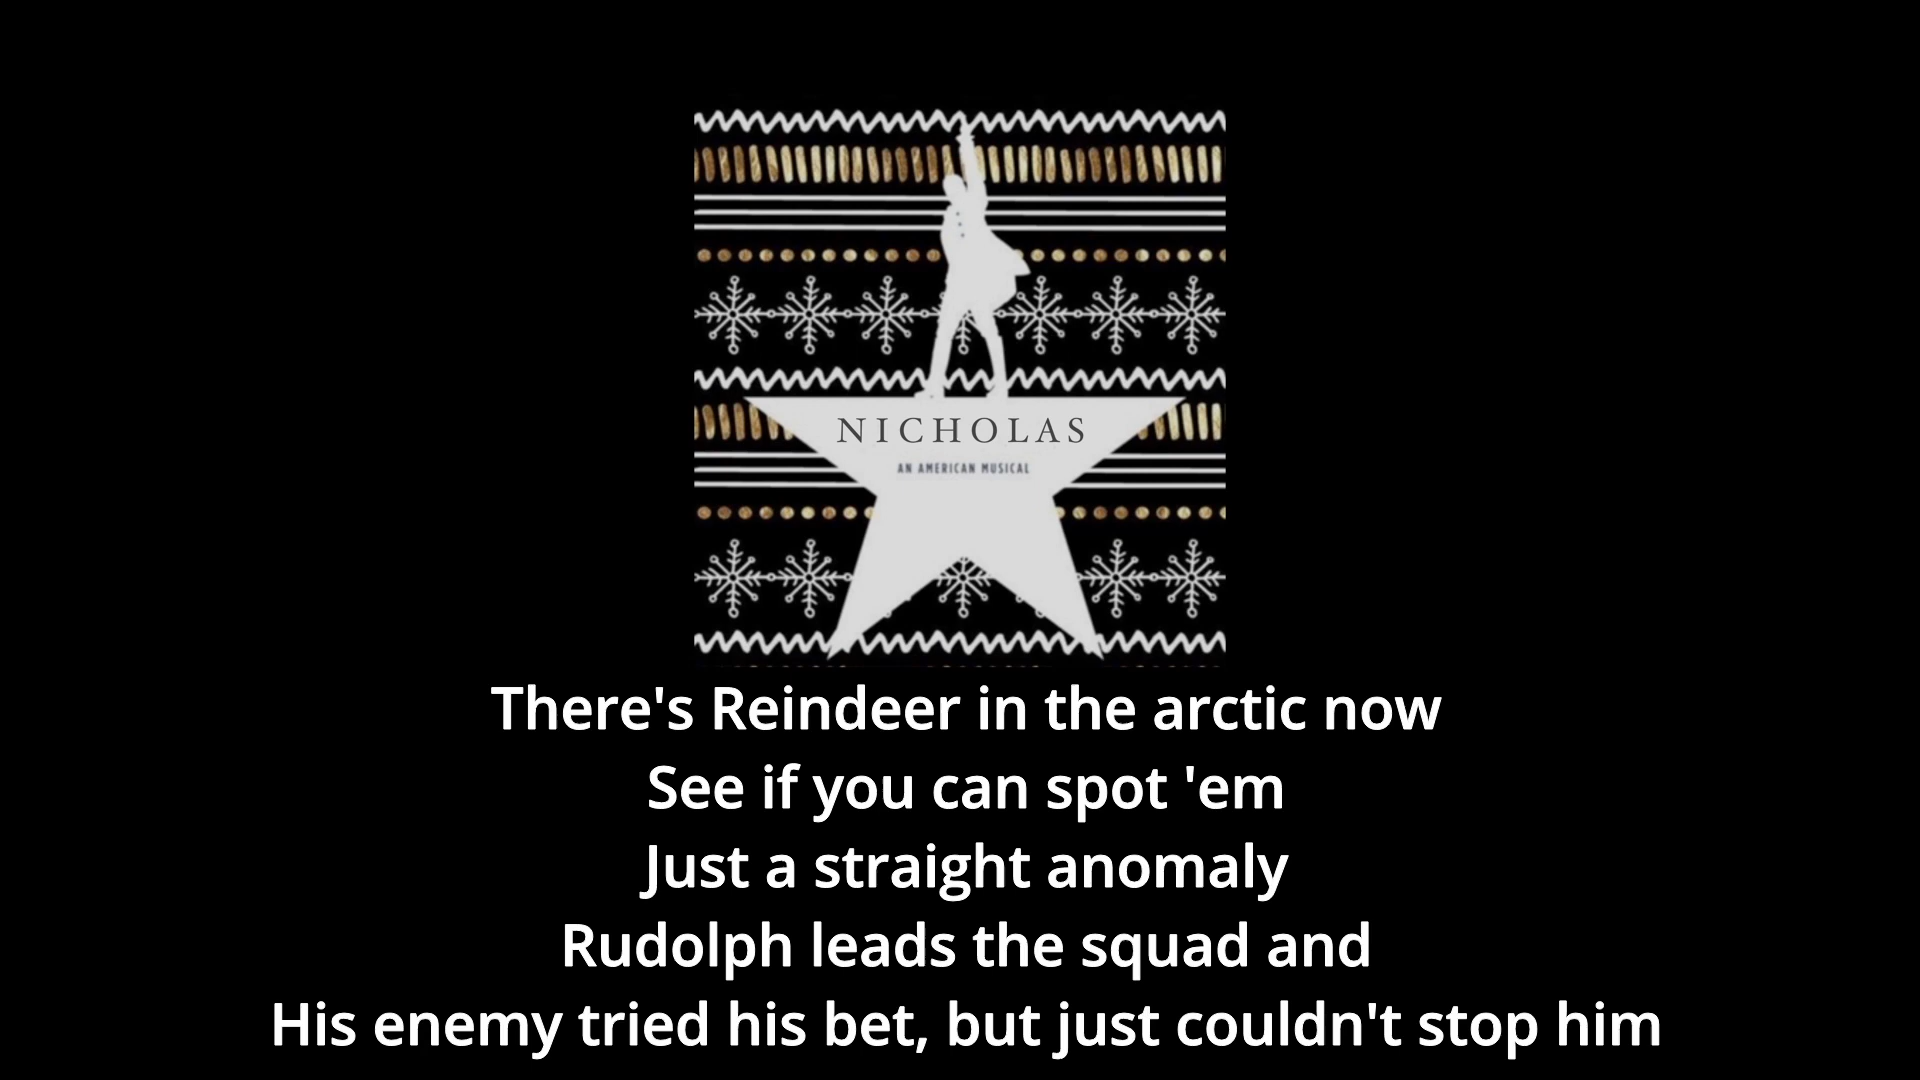 NICHOLAS
AN AMERICAN MUSICAL
There's Reindeer in the arctic now
See if you can spot 'em
Just a straight anomaly
Rudolph leads the squad and
His enemy tried his bet, but just couldn't stop him